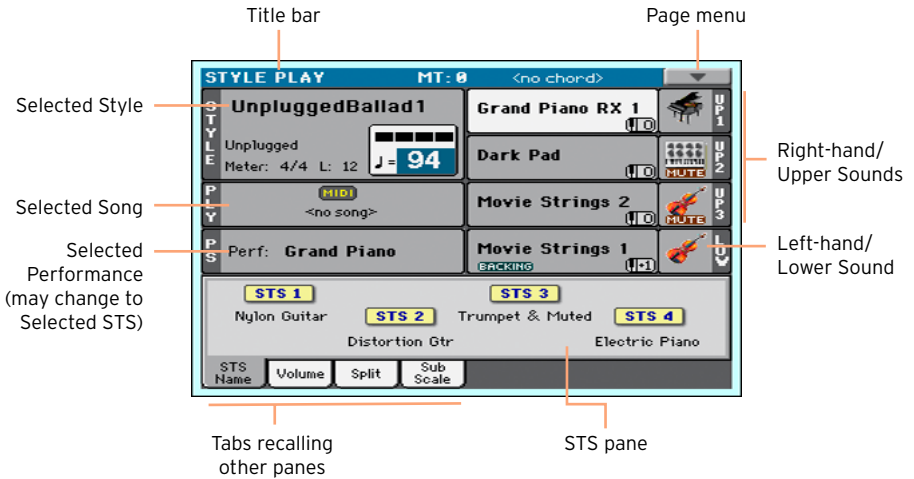 Title bar
Page menu
STYLE PLAY MT: 0 <no chord>
Selected Style
STYLE
UnpluggedBallad1
Unplugged
Meter: 4/4 L: 12
♩= 94
Grand Piano RX 1
0
UP1
Dark Pad
0
MUTE
UP2
Right-hand/
Upper Sounds
Selected Song
PLY
MIDI
<no song>
Movie Strings 2
0
MUTE
UP3
Selected
Performance
(may change to
Selected STS)
PS
Perf: Grand Piano
Movie Strings 1
BACKING
+1
LOW
Left-hand/
Lower Sound
STS 1
Nylon Guitar
STS 2
Distortion Gtr
STS 3
Trumpet & Muted
STS 4
Electric Piano
STS
Name
Volume
Split
Sub
Scale
Tabs recalling
other panes
STS pane